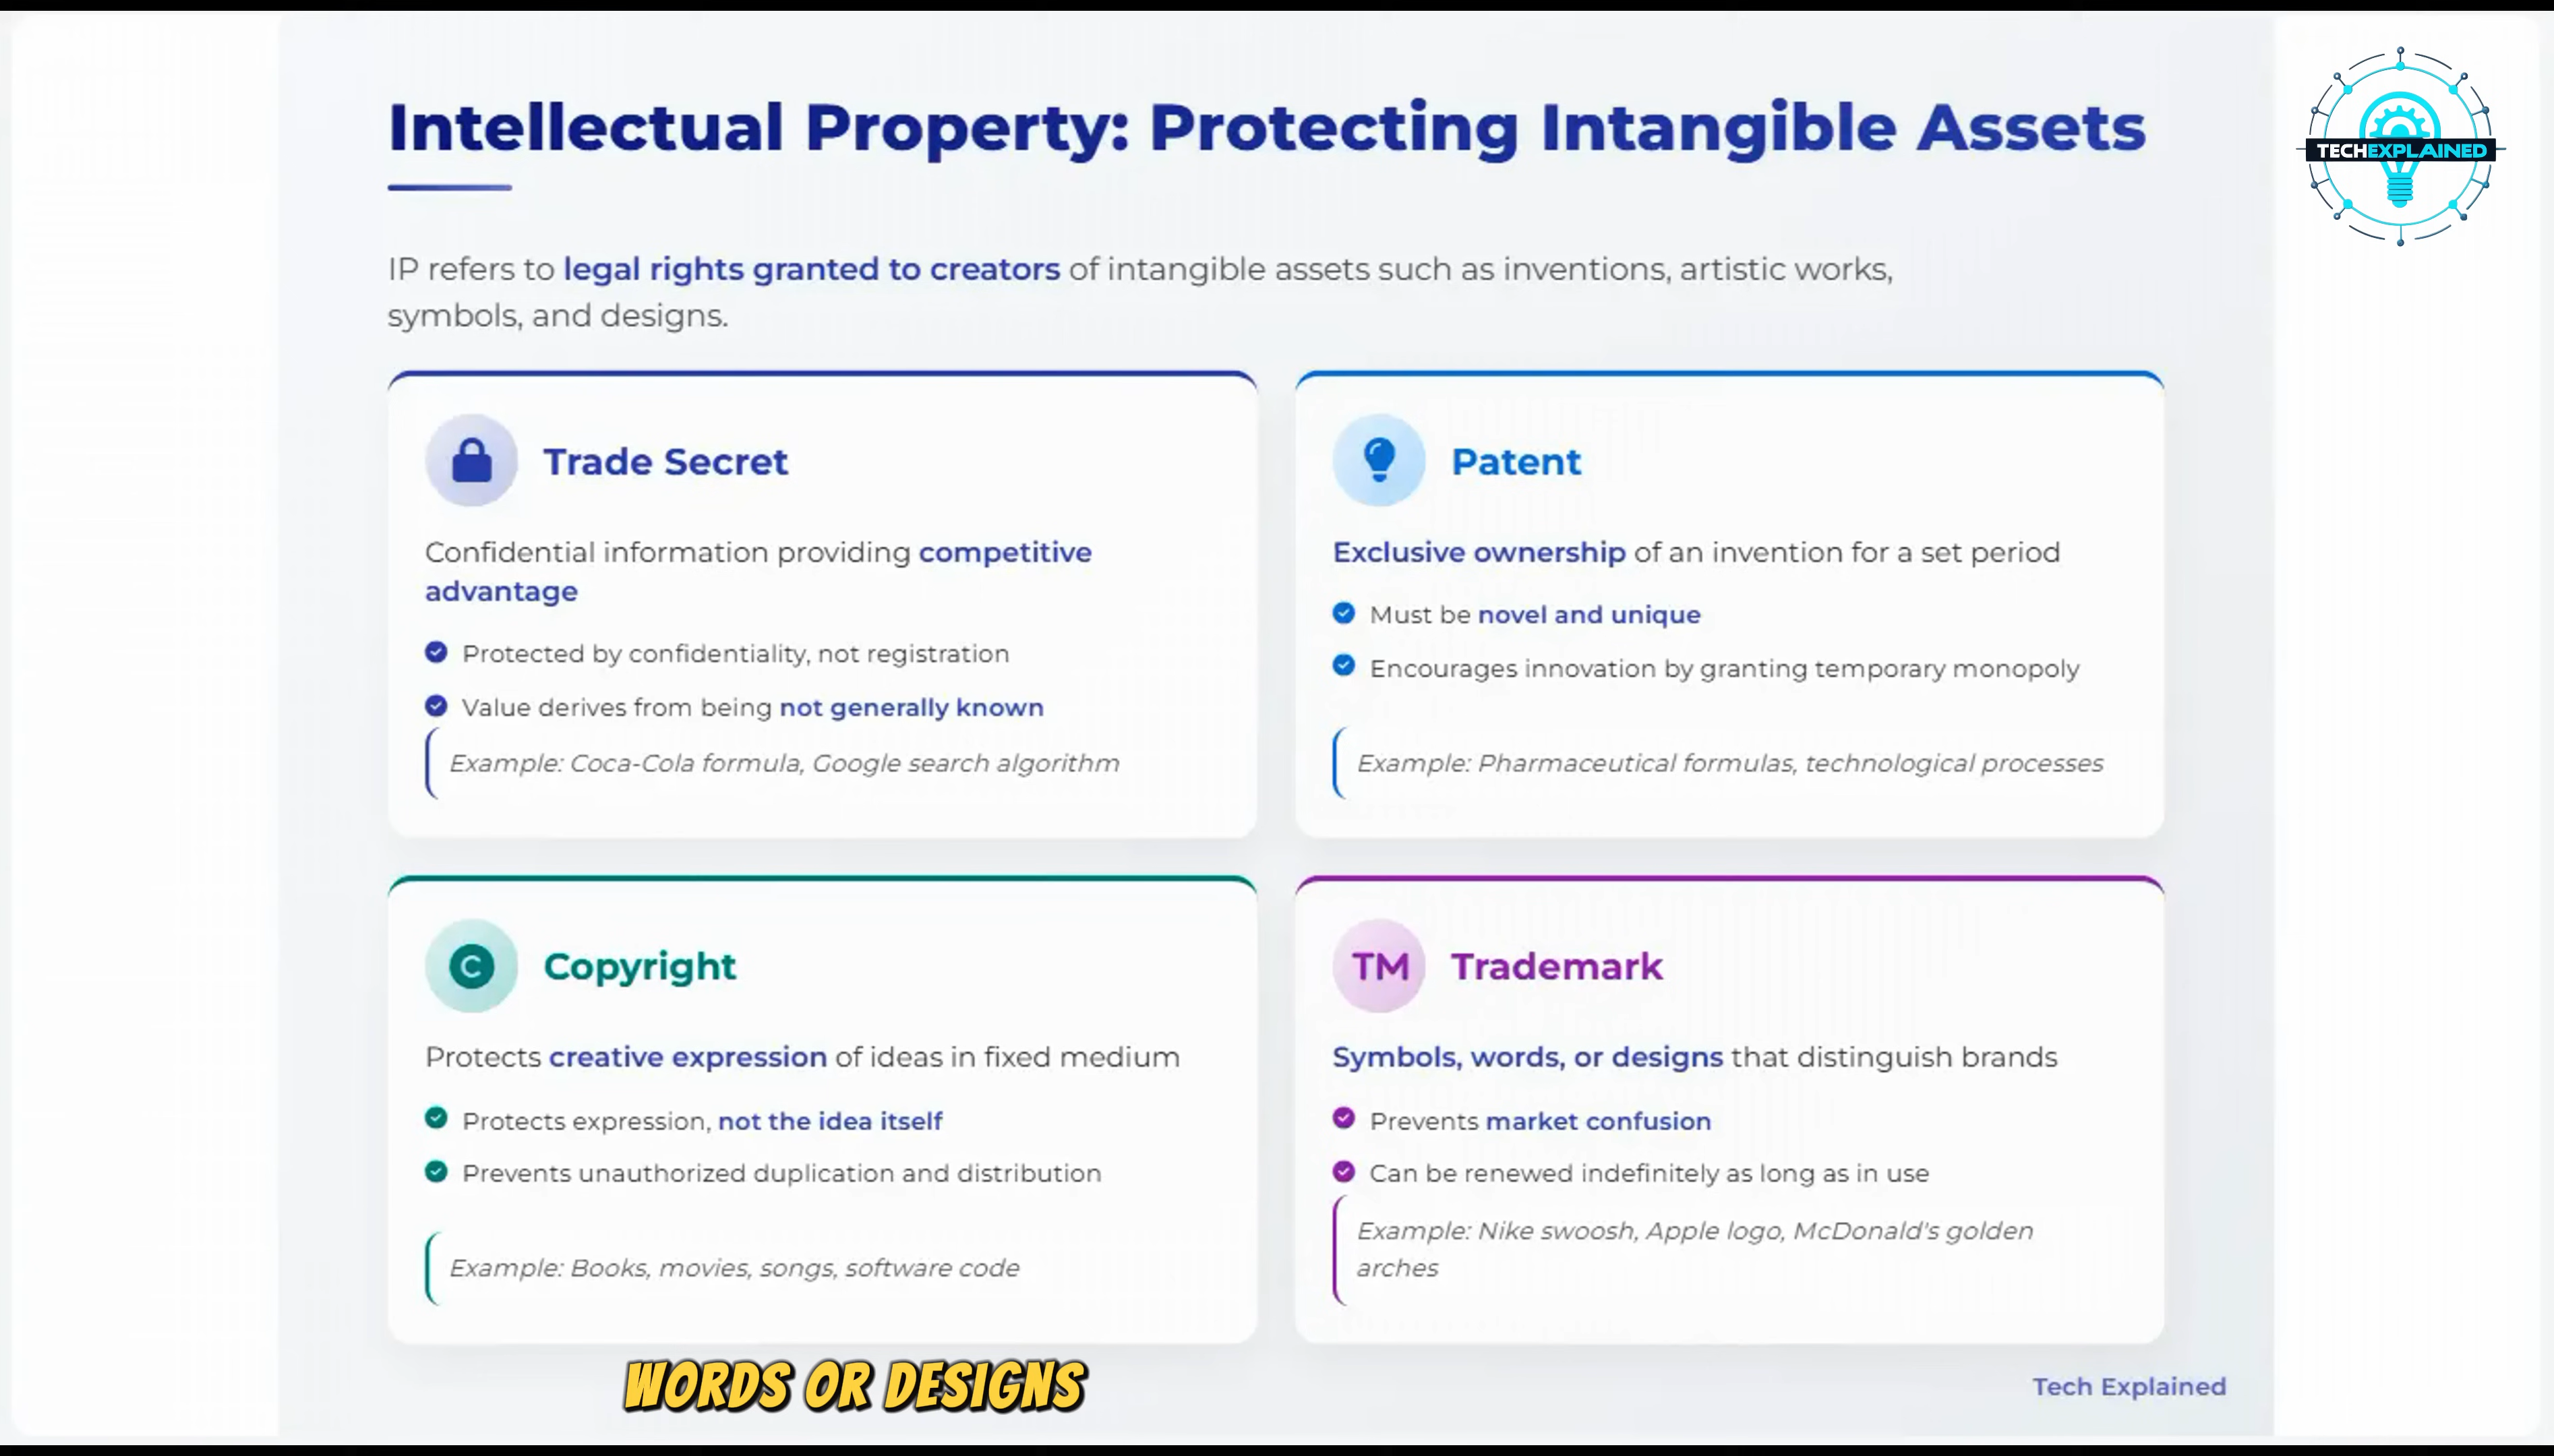 Intellectual Property: Protecting Intangible Assets
TECHEXPLAINED
IP refers to legal rights granted to creators of intangible assets such as inventions, artistic works,
symbols, and designs.
Trade Secret
Confidential information providing competitive
advantage
Protected by confidentiality, not registration
Value derives from being not generally known
Example: Coca-Cola formula, Google search algorithm
Patent
Exclusive ownership of an invention for a set period
Must be novel and unique
Encourages innovation by granting temporary monopoly
Example: Pharmaceutical formulas, technological processes
C
Copyright
Protects creative expression of ideas in fixed medium
Protects expression, not the idea itself
Prevents unauthorized duplication and distribution
Example: Books, movies, songs, software code
TM
Trademark
Symbols, words, or designs that distinguish brands
Prevents market confusion
Can be renewed indefinitely as long as in use
Example: Nike swoosh, Apple logo, McDonald's golden
arches
WORDS OR DESIGNS
Tech Explained